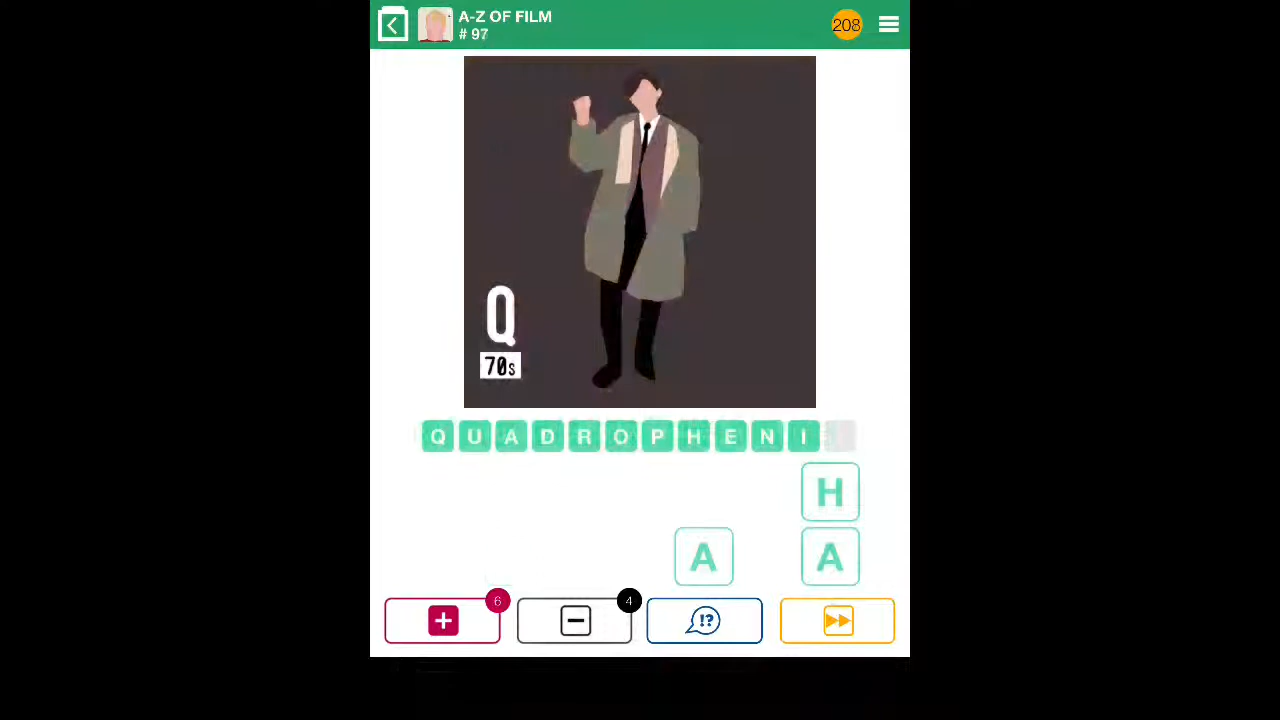 A-Z OF FILM
# 97
208
Q
70s
QUADROPHENI
H
A A
6
4
!?